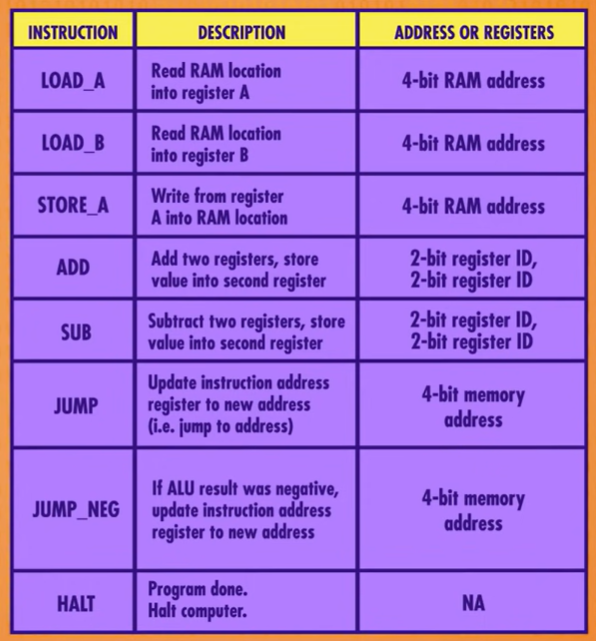 INSTRUCTION
DESCRIPTION
ADDRESS OR REGISTERS
LOAD_A
Read RAM location
into register A
4-bit RAM address
LOAD_B
Read RAM location
into register B
4-bit RAM address
STORE_A
Write from register
A into RAM location
4-bit RAM address
ADD
Add two registers, store
value into second register
2-bit register ID,
2-bit register ID
SUB
Subtract two registers, store
value into second register
2-bit register ID,
2-bit register ID
JUMP
Update instruction address
register to new address
(i.e. jump to address)
4-bit memory
address
JUMP_NEG
If ALU result was negative,
update instruction address
register to new address
4-bit memory
address
HALT
Program done.
Halt computer.
NA